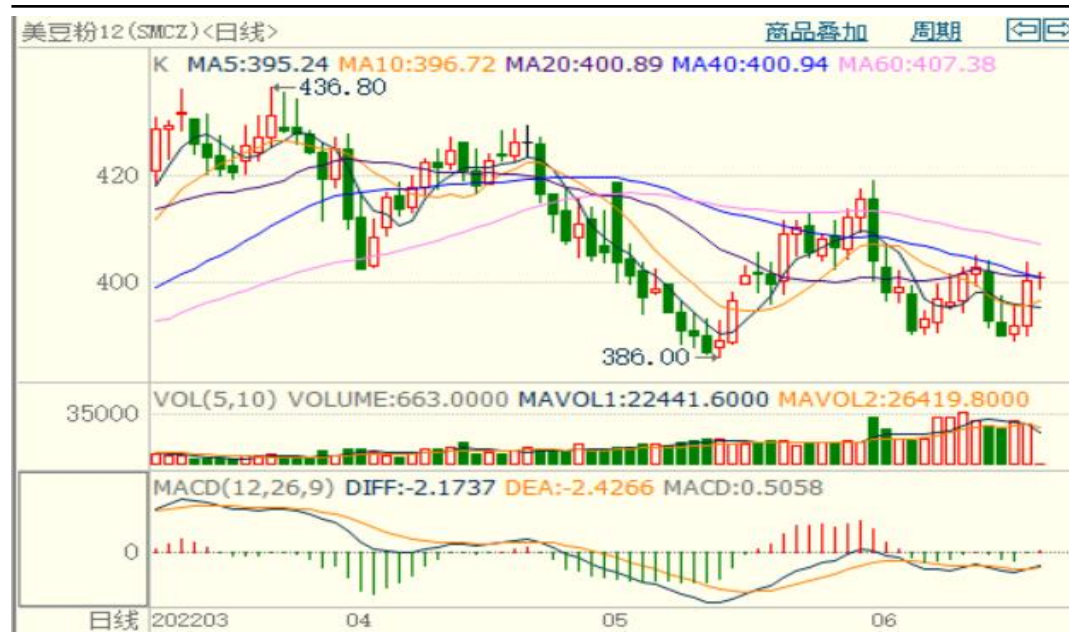 美豆粉12(SMCZ)<日线>
商品叠加 周期
K MA5:395.24 MA10:396.72 MA20:400.89 MA40:400.94 MA60:407.38
436.80
420
400
386.00
VOL(5,10) VOLUME:663.0000 MAVOL1:22441.6000 MAVOL2:26419.8000
35000
MACD(12,26,9) DIFF:-2.1737 DEA:-2.4266 MACD:0.5058
0
日线 202203 04 05 06